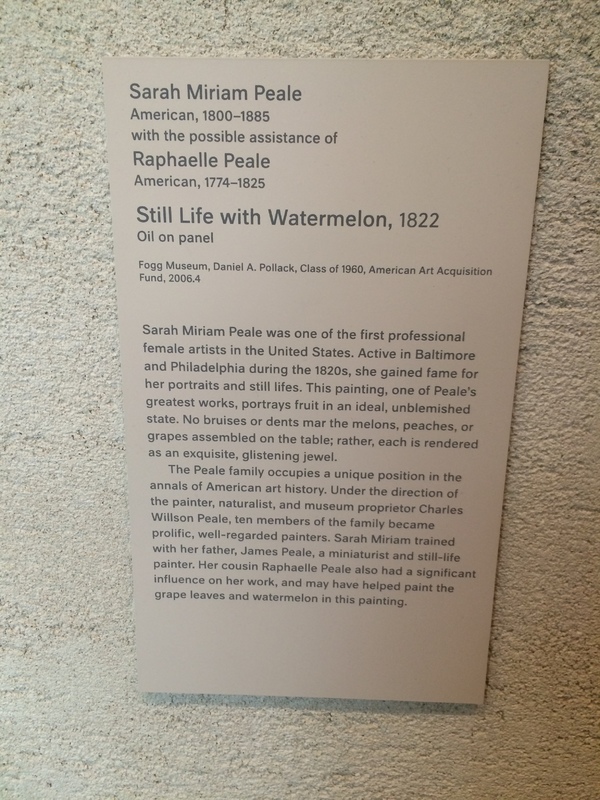 Sarah Miriam Peale
American, 1800–1885
with the possible assistance of
Raphaelle Peale
American, 1774–1825
Still Life with Watermelon, 1822
Oil on panel
Fogg Museum, Daniel A. Pollack, Class of 1960, American Art Acquisition
Fund, 2006.4
Sarah Miriam Peale was one of the first professional
female artists in the United States. Active in Baltimore
and Philadelphia during the 1820s, she gained fame for
her portraits and still lifes. This painting, one of Peale's
greatest works, portrays fruit in an ideal, unblemished
state. No bruises or dents mar the melons, peaches, or
grapes assembled on the table; rather, each is rendered
as an exquisite, glistening jewel.
The Peale family occupies a unique position in the
annals of American art history. Under the direction of
the painter, naturalist, and museum proprietor Charles
Willson Peale, ten members of the family became
prolific, well-regarded painters. Sarah Miriam trained
with her father, James Peale, a miniaturist and still-life
painter. Her cousin Raphaelle Peale also had a significant
influence on her work, and may have helped paint the
grape leaves and watermelon in this painting.